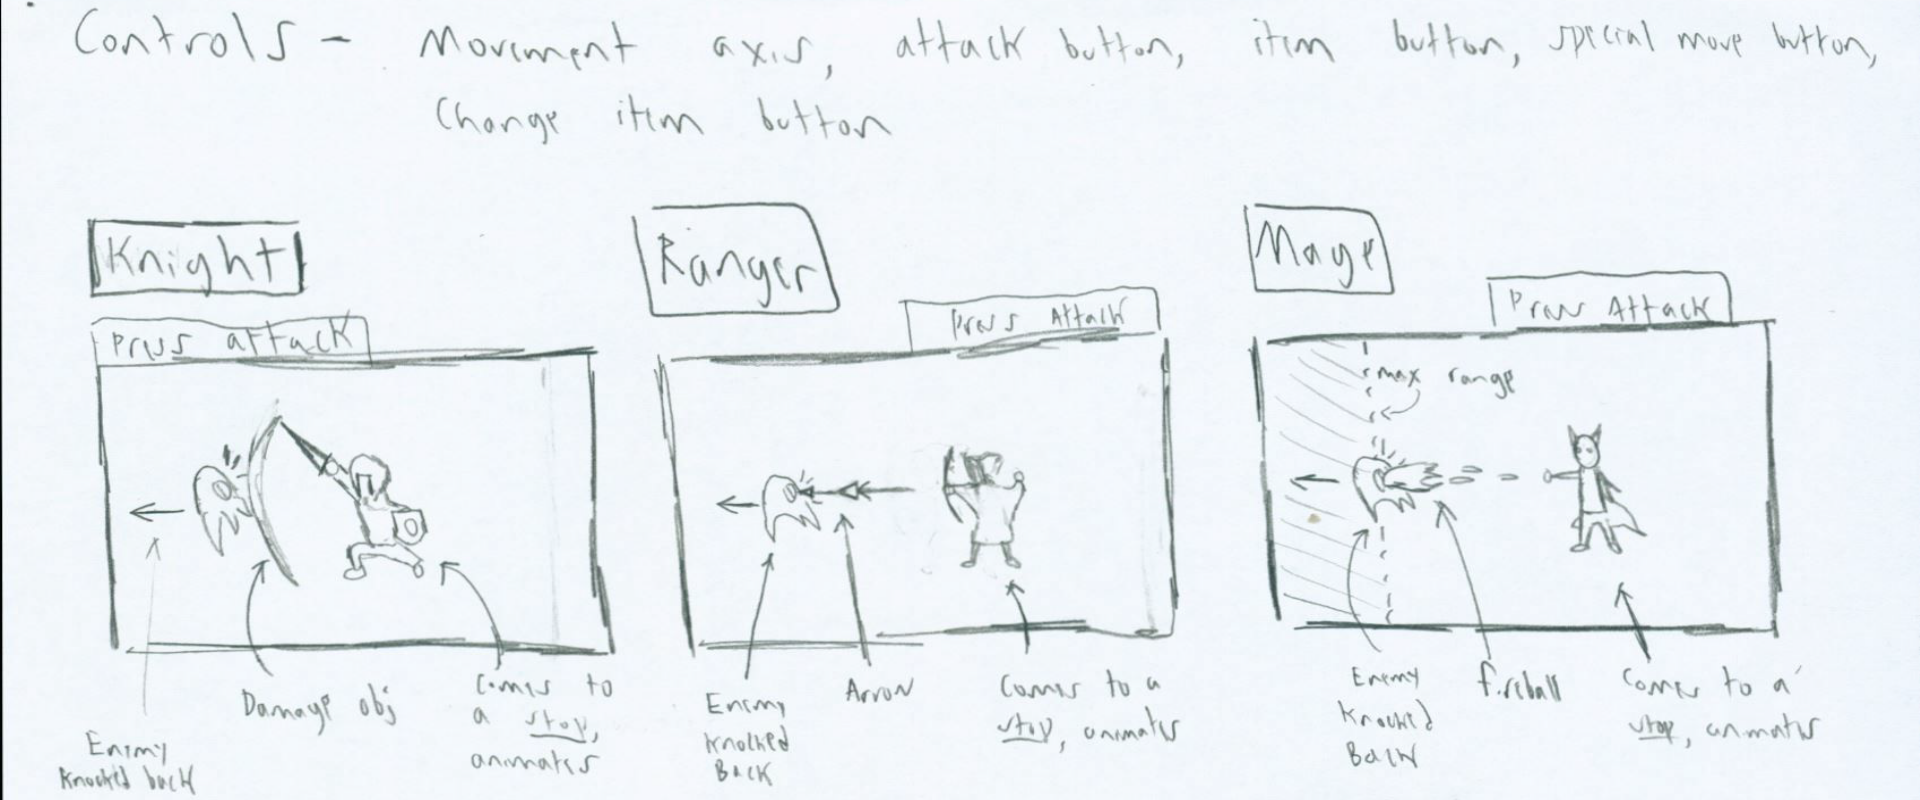 Controls - Movement axis, attack button, item button, special move button,
Change item button
Knight
Ranger
Mage
Press attack
Press Attack
Press Attack
max range
Enemy
Knocked back
Damage obj
Comes to
a stop,
animates
Enemy
Knocked
Back
Arrow
Comes to a
stop, animates
Enemy
Knocked
Back
fireball
Comes to a
stop, animates